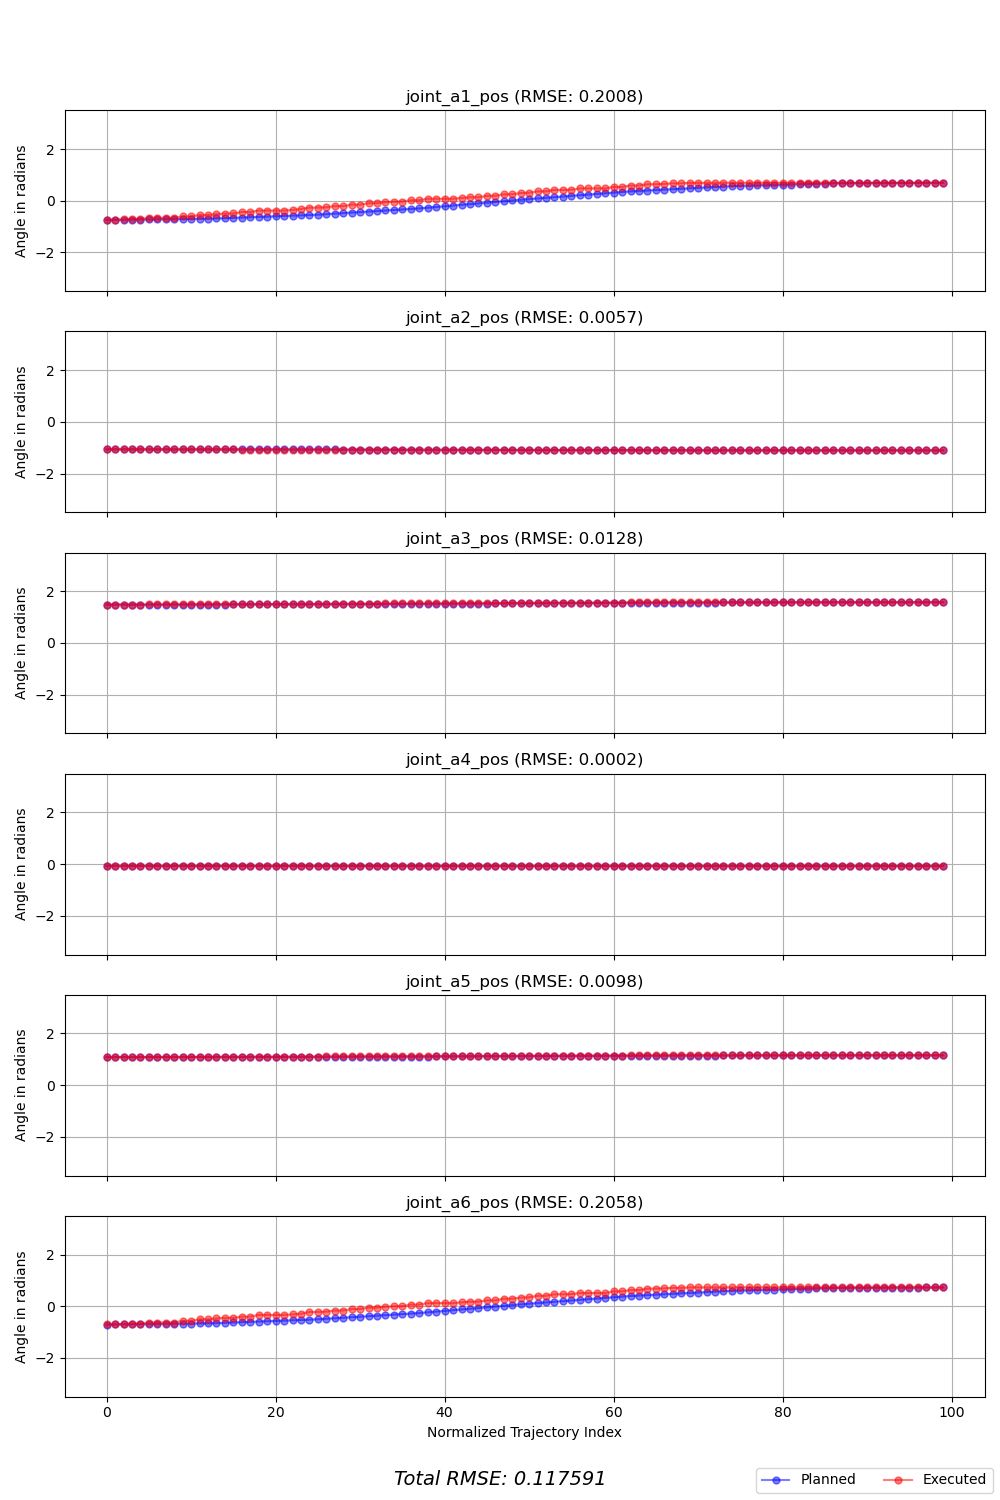 joint_a1_pos (RMSE: 0.2008)
Angle in radians
2
0
−2
joint_a2_pos (RMSE: 0.0057)
Angle in radians
2
0
−2
joint_a3_pos (RMSE: 0.0128)
Angle in radians
2
0
−2
joint_a4_pos (RMSE: 0.0002)
Angle in radians
2
0
−2
joint_a5_pos (RMSE: 0.0098)
Angle in radians
2
0
−2
joint_a6_pos (RMSE: 0.2058)
Angle in radians
2
0
−2
0 20 40 60 80 100
Normalized Trajectory Index
Total RMSE: 0.117591
Planned Executed